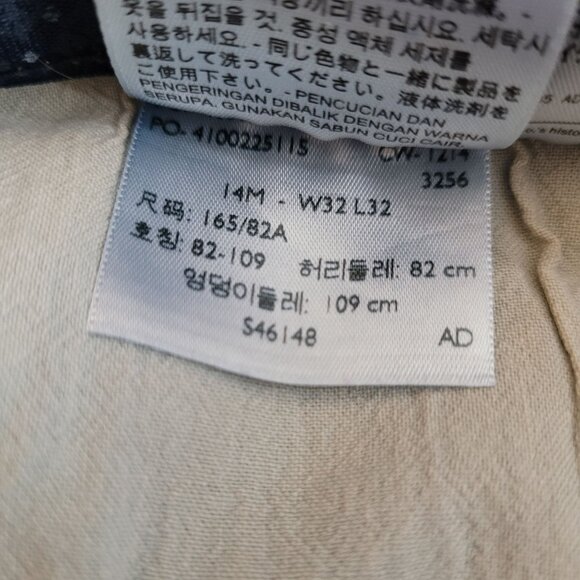 옷을 뒤집을 것. 중성 액체 세제를
사용하세요. - 同じ色物と一緒に製品を
裏返して洗ってください。液体洗剤を
ご使用下さい。- PENCUCIAN DAN
PENGERINGAN DIBALIK DENGAN WARNA
SERUPA. GUNAKAN SABUN CUCI CAIR.
PO- 4100225115 CW-1214
3256
14M - W32 L32
尺码: 165/82A
호칭: 82-109 허리둘레: 82 cm
엉덩이둘레: 109 cm
S46148 AD